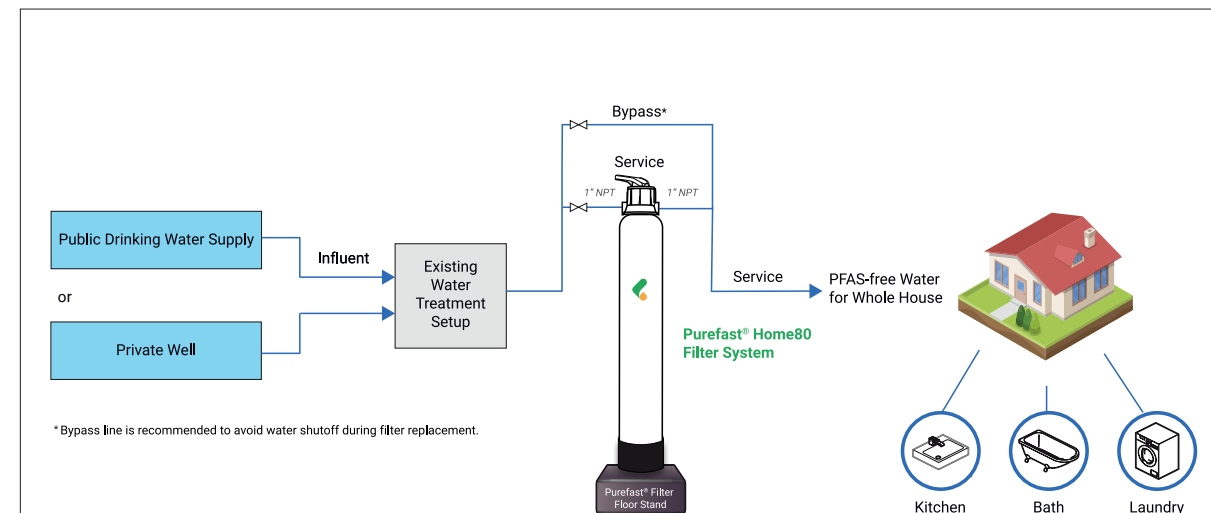 Bypass*
Service
1” NPT
1” NPT
Public Drinking Water Supply
Influent
or
Private Well
Existing
Water
Treatment
Setup
Purefast® Home80
Filter System
Service
PFAS-free Water
for Whole House
*Bypass line is recommended to avoid water shutoff during filter replacement.
Purefast® Filter
Floor Stand
Kitchen
Bath
Laundry